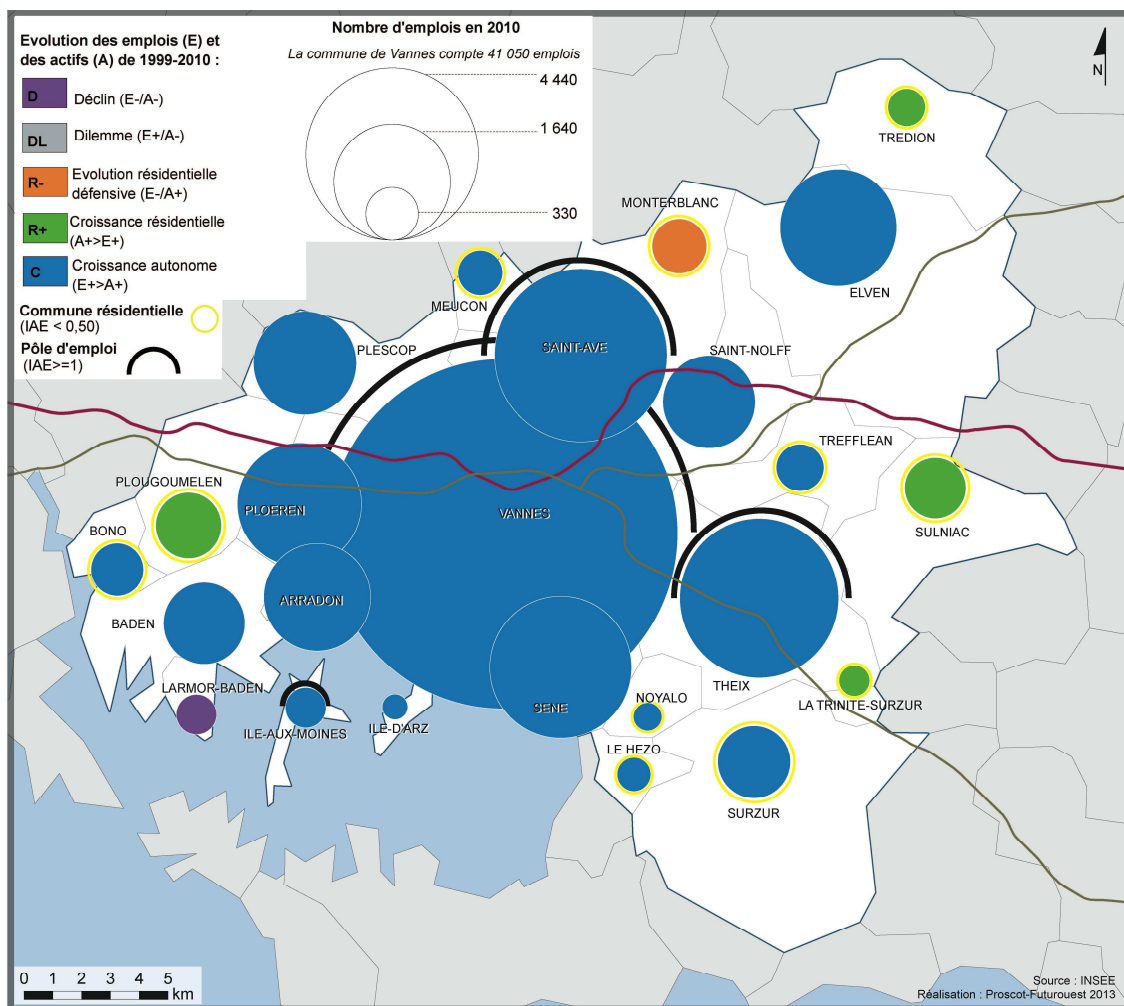 Evolution des emplois (E) et
des actifs (A) de 1999-2010 :
D
Déclin (E-/A-)
DL
Dilemme (E+/A-)
R-
Evolution résidentielle
défensive (E-/A+)
R+
Croissance résidentielle
(A+>E+)
C
Croissance autonome
(E+>A+)
Commune résidentielle
(IAE < 0,50)
Pôle d'emploi
(IAE>=1)
Nombre d'emplois en 2010
La commune de Vannes compte 41 050 emplois
4 440
1 640
330
N
TREDION
MONTERBLANC
ELVEN
MEUCON
PLESCOP
SAINT-AVE
SAINT-NOLFF
TREFFLEAN
PLOUGOUMELEN
PLOEREN
VANNES
SULNIAC
BONO
ARRADON
BADEN
LARMOR-BADEN
THEIX
LA TRINITE-SURZUR
NOYALO
SENE
ILE-AUX-MOINES
ILE-D'ARZ
LE HEZO
SURZUR
0 1 2 3 4 5
km
Source : INSEE
Réalisation : Proscot-Futurouest 2013